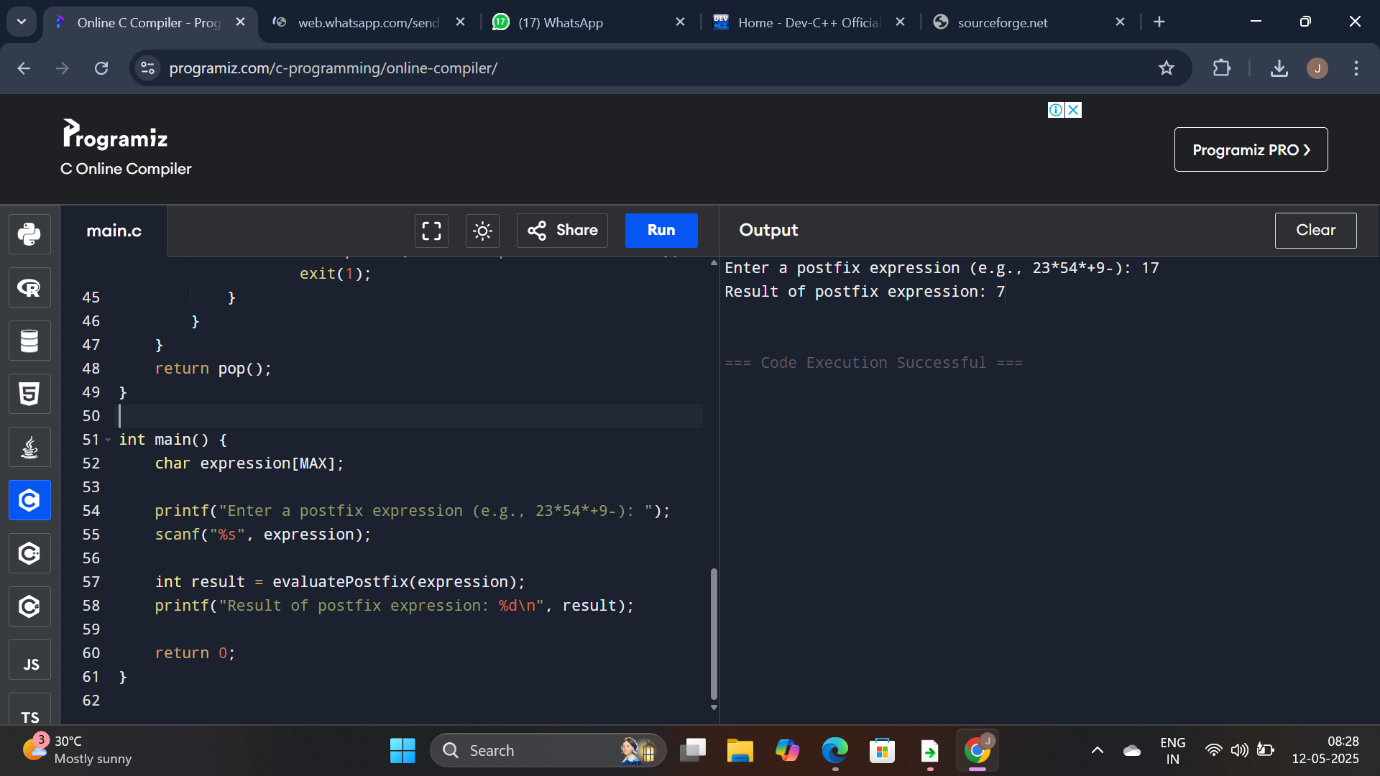 Online C Compiler - Prog
web.whatsapp.com/send
(17) WhatsApp
Home - Dev-C++ Official
sourceforge.net
programiz.com/c-programming/online-compiler/
J
Programiz
C Online Compiler
Programiz PRO
main.c
Share
Run
Output
Clear
exit(1);
45 }
46 }
47 }
48 return pop();
49 }
50
51 int main() {
52 char expression[MAX];
53
54 printf("Enter a postfix expression (e.g., 23*54*+9-): ");
55 scanf("%s", expression);
56
57 int result = evaluatePostfix(expression);
58 printf("Result of postfix expression: %d\n", result);
59
60 return 0;
61 }
62
Enter a postfix expression (e.g., 23*54*+9-): 17
Result of postfix expression: 7
=== Code Execution Successful ===
JS
TS
3
30°C
Mostly sunny
Search
J
ENG
IN
08:28
12-05-2025